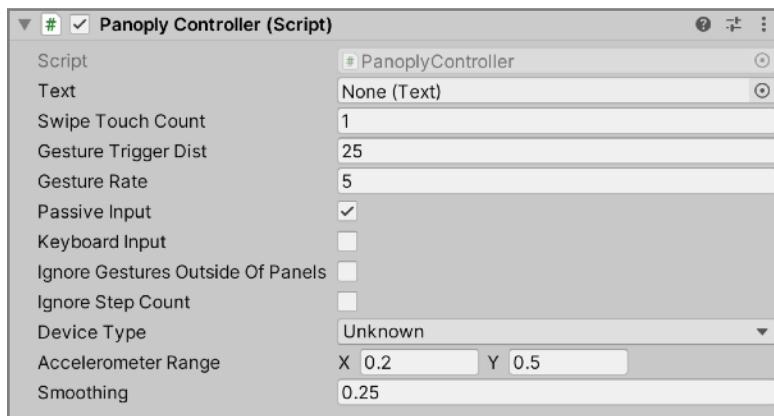 # Panoply Controller (Script)
Script # PanoplyController
Text None (Text)
Swipe Touch Count 1
Gesture Trigger Dist 25
Gesture Rate 5
Passive Input
Keyboard Input
Ignore Gestures Outside Of Panels
Ignore Step Count
Device Type Unknown
Accelerometer Range X 0.2 Y 0.5
Smoothing 0.25